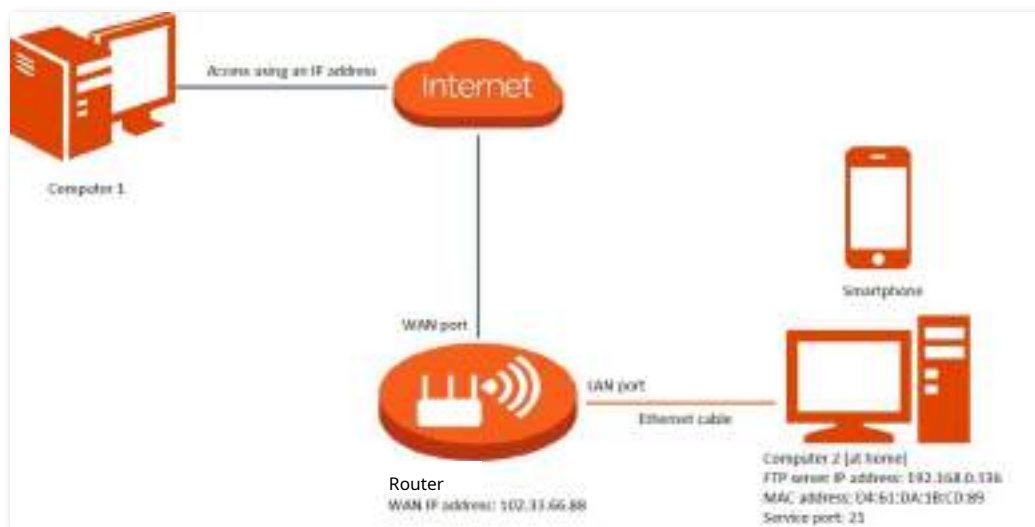 Access using an IP address
Internet
Computer 1
Smartphone
WAN port
LAN port
Ethernet cable
Router
WAN IP address: 102.33.66.88
Computer 2 (at home)
FTP server IP address: 192.168.0.136
MAC address: D4:61:DA:1B:CD:89
Service port: 21